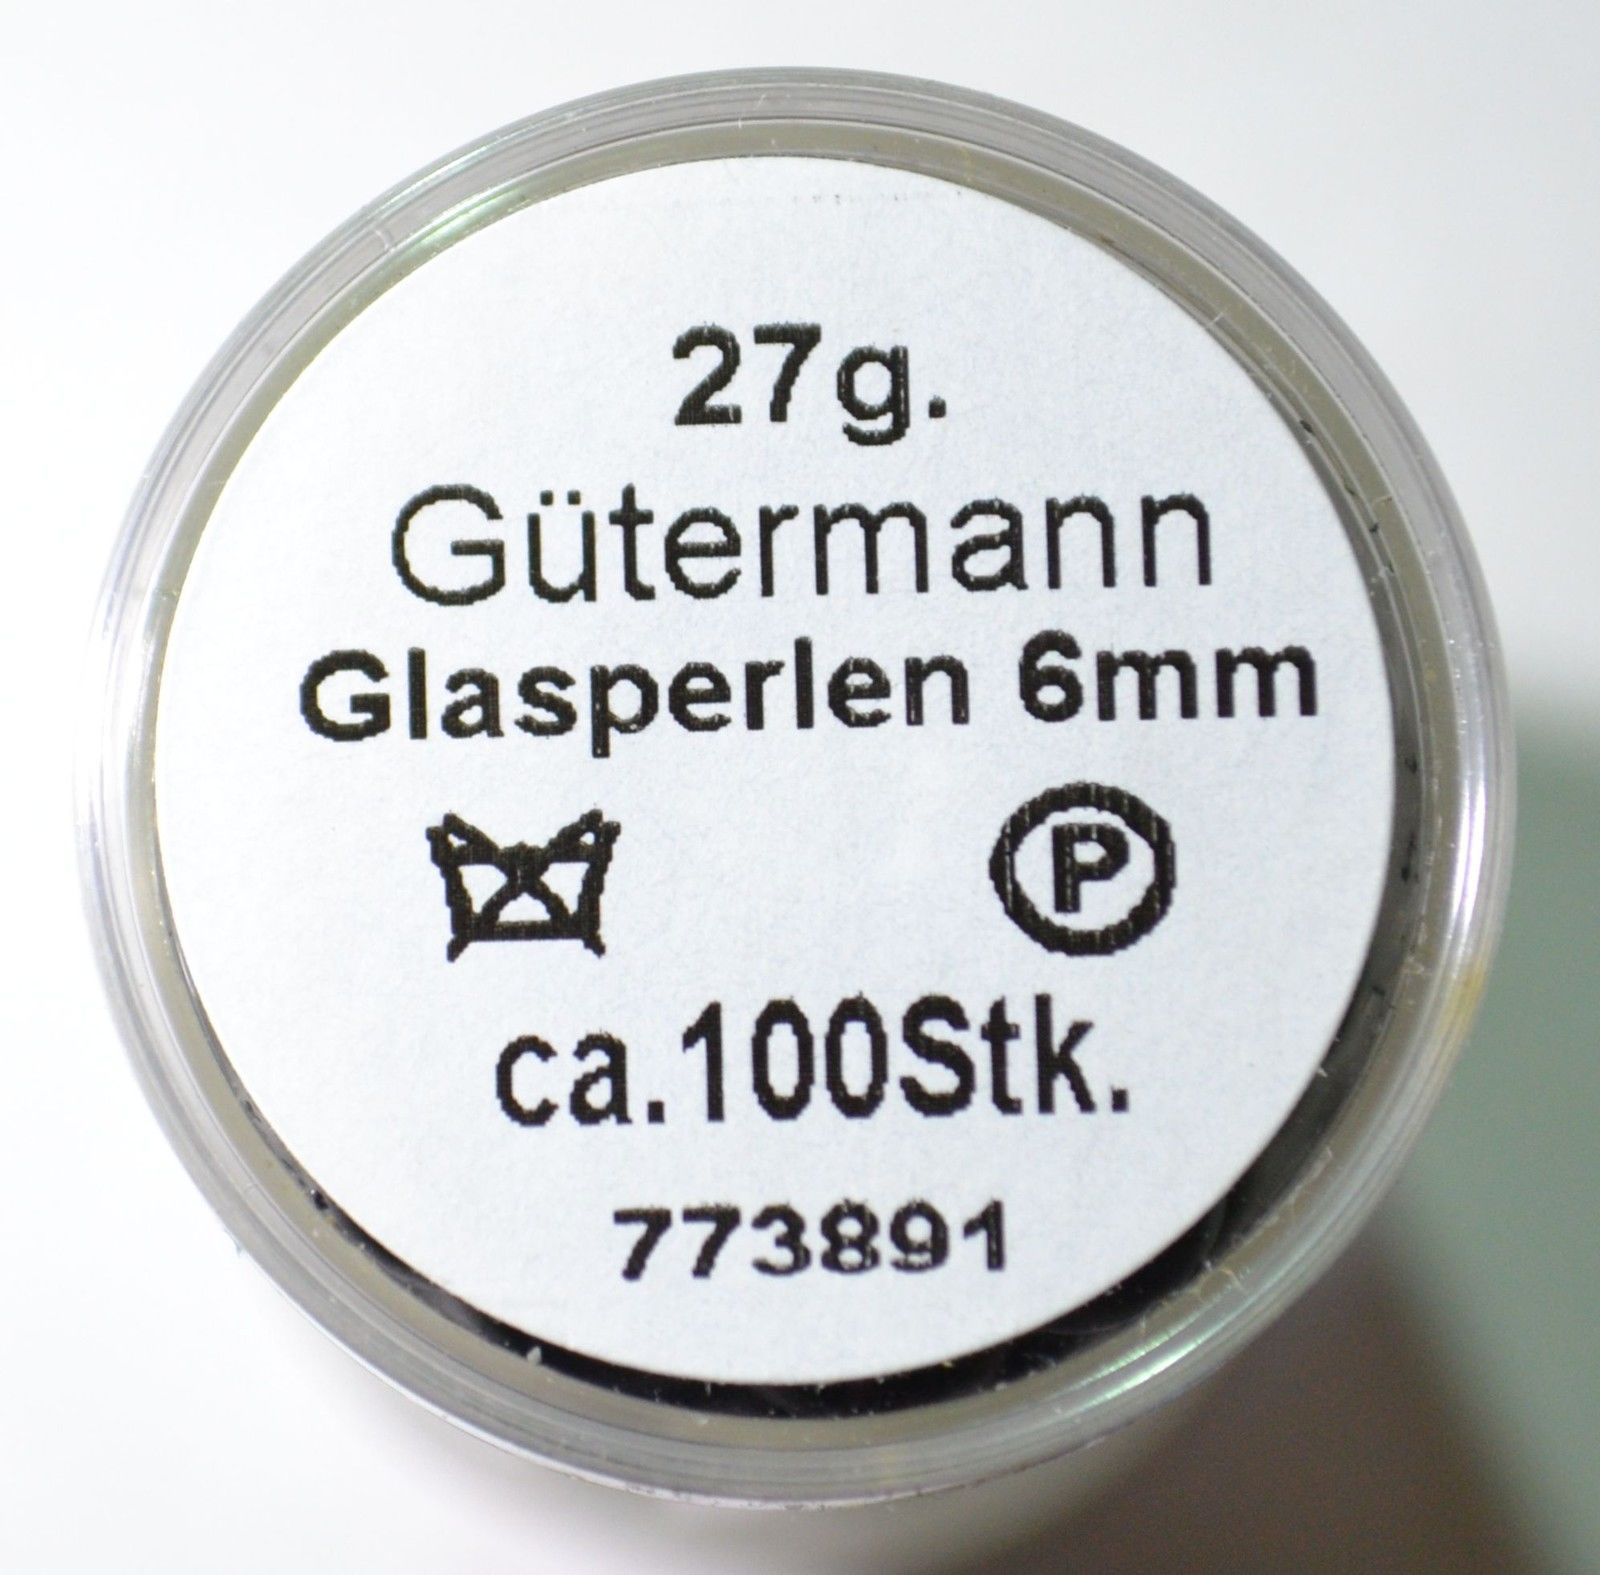 27g.
Gütermann
Glasperlen 6mm
P
ca.100Stk.
773891